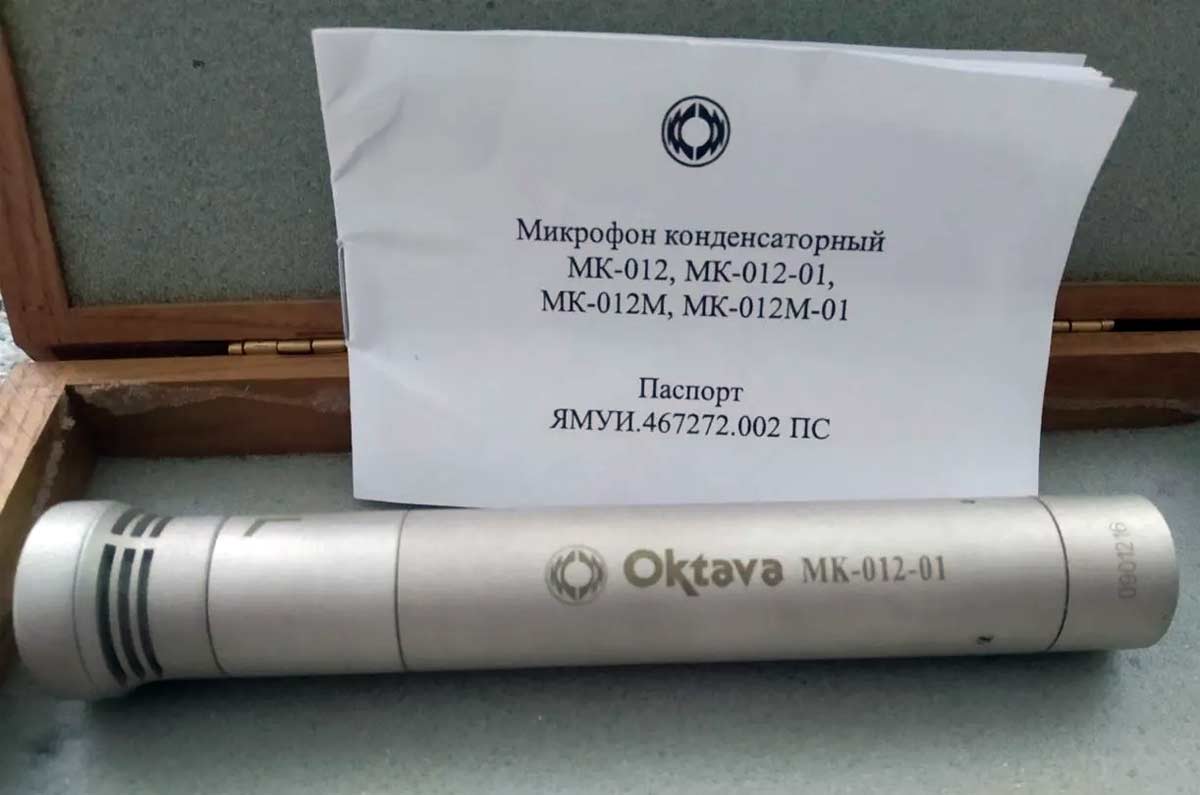 Микрофон конденсаторный
МК-012, МК-012-01,
МК-012М, МК-012М-01
Паспорт
ЯМУИ.467272.002 ПС
Oktava МК-012-01
0901216